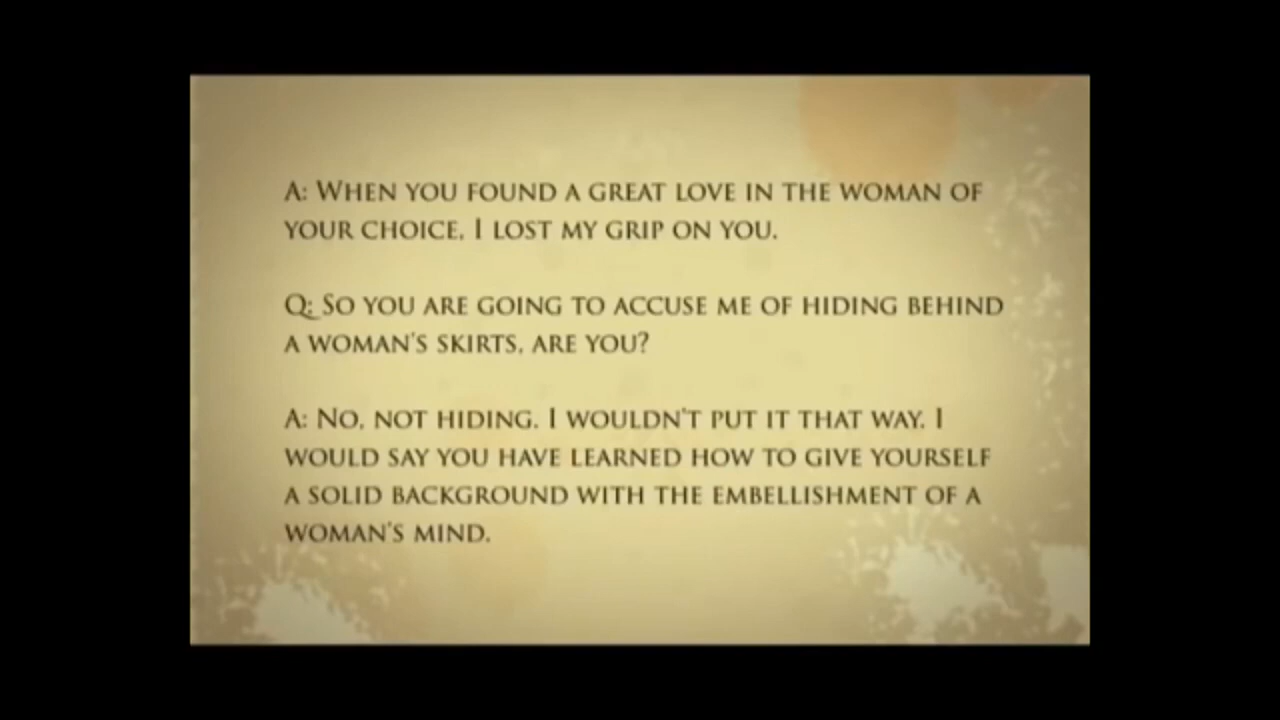 A: When you found a great love in the woman of
your choice, I lost my grip on you.
Q: So you are going to accuse me of hiding behind
a woman's skirts, are you?
A: No, not hiding. I wouldn't put it that way. I
would say you have learned how to give yourself
a solid background with the embellishment of a
woman's mind.